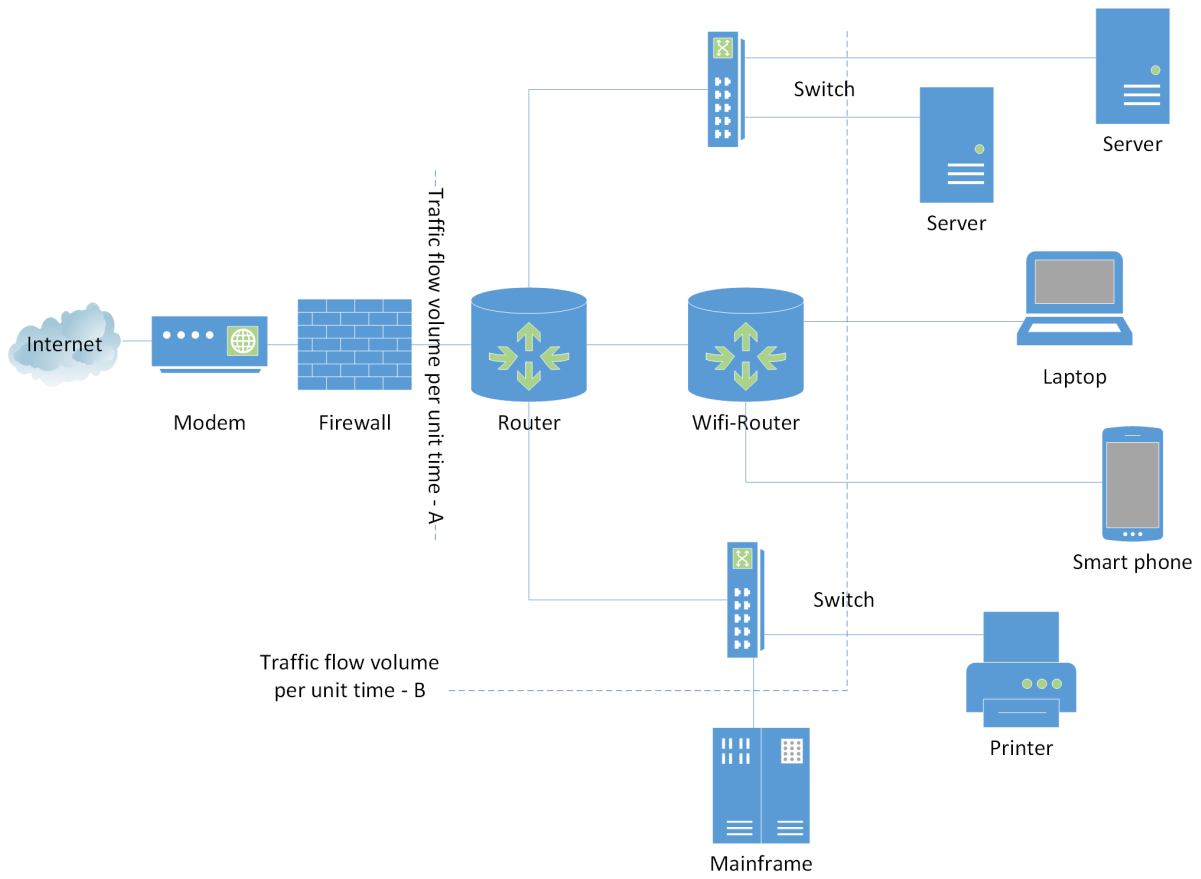 Switch
Server
Server
Traffic flow volume per unit time - A
Internet
Laptop
Modem
Firewall
Router
Wifi-Router
Smart phone
Switch
Traffic flow volume
per unit time - B
Printer
Mainframe